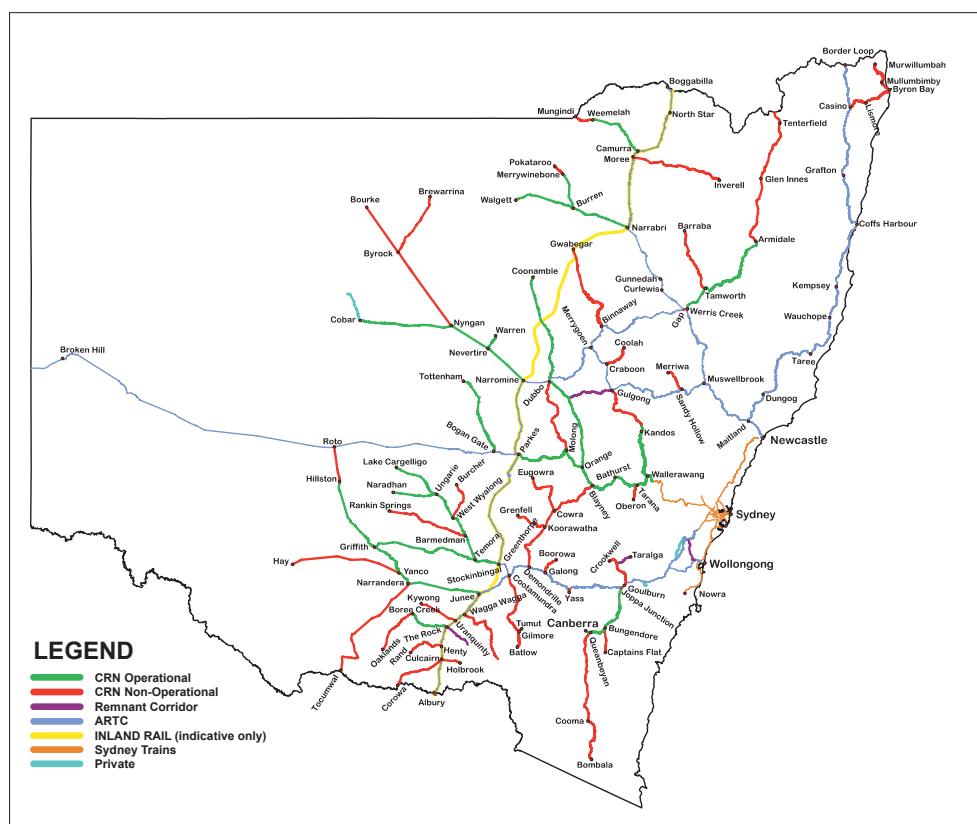 Border Loop
Murwillumbah
Mullumbimby
Byron Bay
Casino
Lismore
Boggabilla
North Star
Mungindi
Weemelah
Tenterfield
Camurra
Moree
Pokataroo
Merrywinebone
Inverell
Glen Innes
Grafton
Brewarrina
Bourke
Walgett
Burren
Narrabri
Barraba
Armidale
Coffs Harbour
Gwabegar
Byrock
Coonamble
Gunnedah
Curlewis
Tamworth
Kempsey
Cobar
Nyngan
Warren
Merrygoen
Binnaway
Gap
Werris Creek
Wauchope
Nevertire
Coolah
Broken Hill
Craboon
Merriwa
Taree
Tottenham
Narromine
Dubbo
Gulgong
Sandy Hollow
Muswellbrook
Dungog
Maitland
Newcastle
Roto
Bogan Gate
Parkes
Molong
Kandos
Lake Cargelligo
Ungarie
Burcher
Eugowra
Orange
Bathurst
Wallerawang
Hillston
Naradhan
Rankin Springs
West Wyalong
Grenfell
Cowra
Blayney
Tarana
Oberon
Sydney
Barmedman
Greenthorpe
Koorawatha
Griffith
Temora
Boorowa
Crookwell
Taralga
Hay
Yanco
Stockinbingal
Galong
Wollongong
Narrandera
Junee
Cootamundra
Demondrille
Yass
Goulburn
Joppa Junction
Nowra
Kywong
Wagga Wagga
Boree Creek
Uranquinty
Tumut
Gilmore
Canberra
Bungendore
The Rock
Oaklands
Rand
Henty
Culcairn
Batlow
Queanbeyan
Captains Flat
Holbrook
Tocumwal
Corowa
Albury
Cooma
Bombala
LEGEND
CRN Operational
CRN Non-Operational
Remnant Corridor
ARTC
INLAND RAIL (indicative only)
Sydney Trains
Private